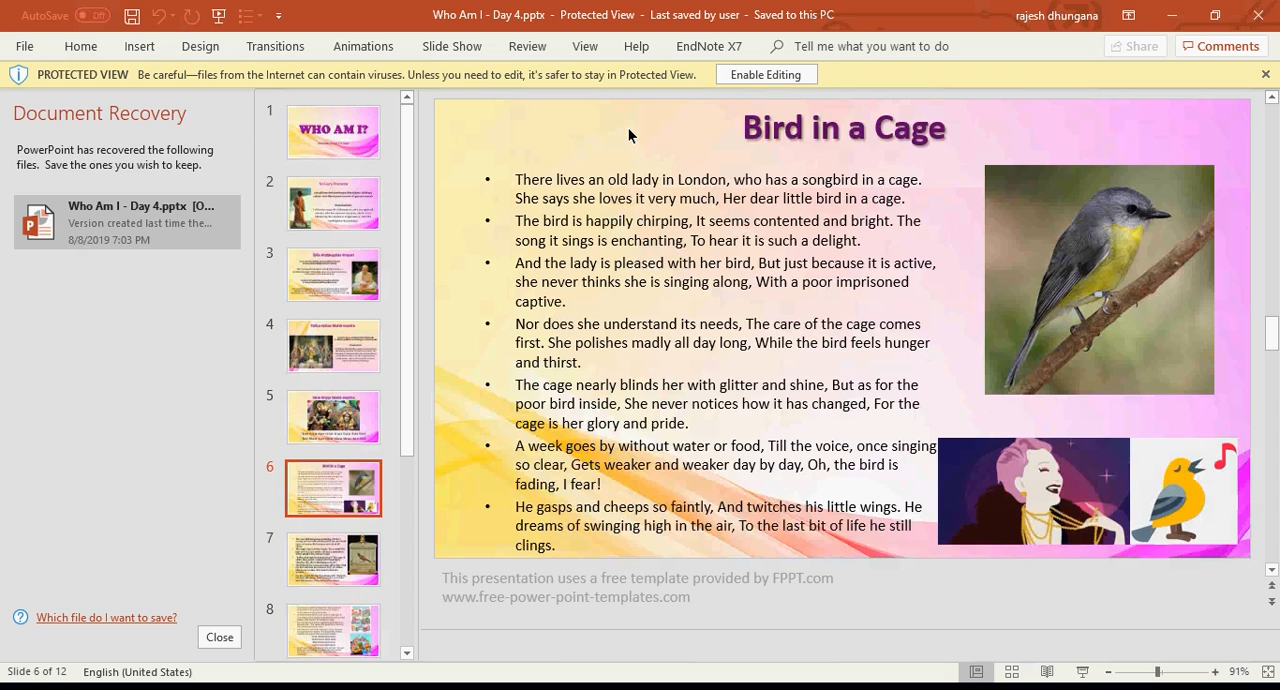 AutoSave Off
Who Am I - Day 4.pptx - Protected View - Last saved by user - Saved to this PC
rajesh dhungana
File Home Insert Design Transitions Animations Slide Show Review View Help EndNote X7 Tell me what you want to do Share Comments
PROTECTED VIEW Be careful—files from the Internet can contain viruses. Unless you need to edit, it's safer to stay in Protected View. Enable Editing
Document Recovery
PowerPoint has recovered the following
files. Save the ones you wish to keep.
Who Am I - Day 4.pptx [O...
Version created last time the...
8/8/2019 7:03 PM
Which file do I want to save?
Close
1
WHO AM I?
2
3
4
5
6
Bird in a Cage
7
8
Bird in a Cage
• There lives an old lady in London, who has a songbird in a cage.
She says she loves it very much, Her dear little bird in a cage.
• The bird is happily chirping, It seems contented and bright. The
song it sings is enchanting, To hear it is such a delight.
• And the lady is pleased with her bird, But just because it is active,
she never thinks she is singing along, With a poor imprisoned
captive.
• Nor does she understand its needs, The care of the cage comes
first. She polishes madly all day long, While the bird feels hunger
and thirst.
• The cage nearly blinds her with glitter and shine, But as for the
poor bird inside, She never notices how it has changed, For the
cage is her glory and pride.
• A week goes by without water or food, Till the voice, once singing
so clear, Gets weaker and weaker day by day, Oh, the bird is
fading, I fear!
• He gasps and cheeps so faintly, And twitches his little wings. He
dreams of swinging high in the air, To the last bit of life he still
clings.
This presentation uses a free template provided by FPPT.com
www.free-power-point-templates.com
Slide 6 of 12 English (United States) 91%